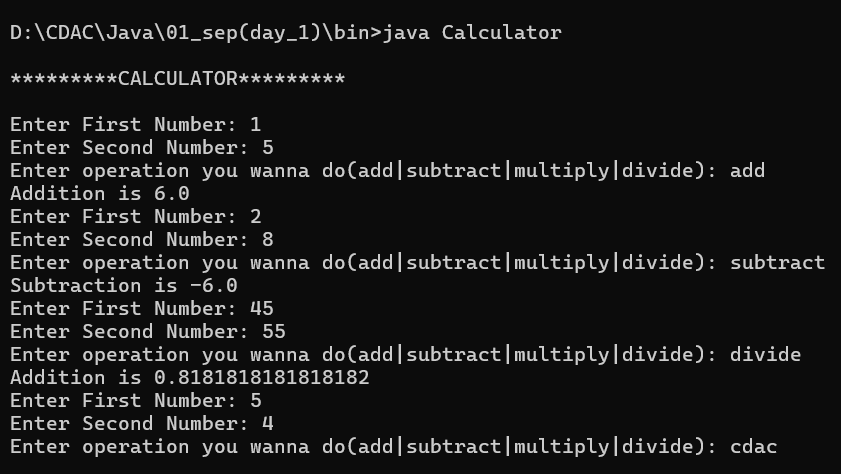 D:\CDAC\Java\01_sep(day_1)\bin>java Calculator
*********CALCULATOR*********
Enter First Number: 1
Enter Second Number: 5
Enter operation you wanna do(add|subtract|multiply|divide): add
Addition is 6.0
Enter First Number: 2
Enter Second Number: 8
Enter operation you wanna do(add|subtract|multiply|divide): subtract
Subtraction is -6.0
Enter First Number: 45
Enter Second Number: 55
Enter operation you wanna do(add|subtract|multiply|divide): divide
Addition is 0.8181818181818182
Enter First Number: 5
Enter Second Number: 4
Enter operation you wanna do(add|subtract|multiply|divide): cdac